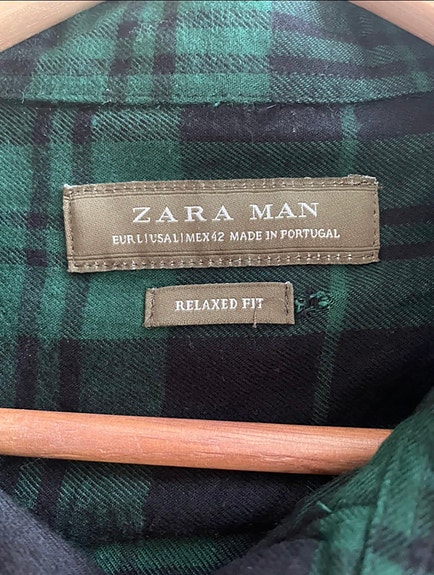 ZARA MAN
EUR L | USA L | MEX 42 MADE IN PORTUGAL
RELAXED FIT